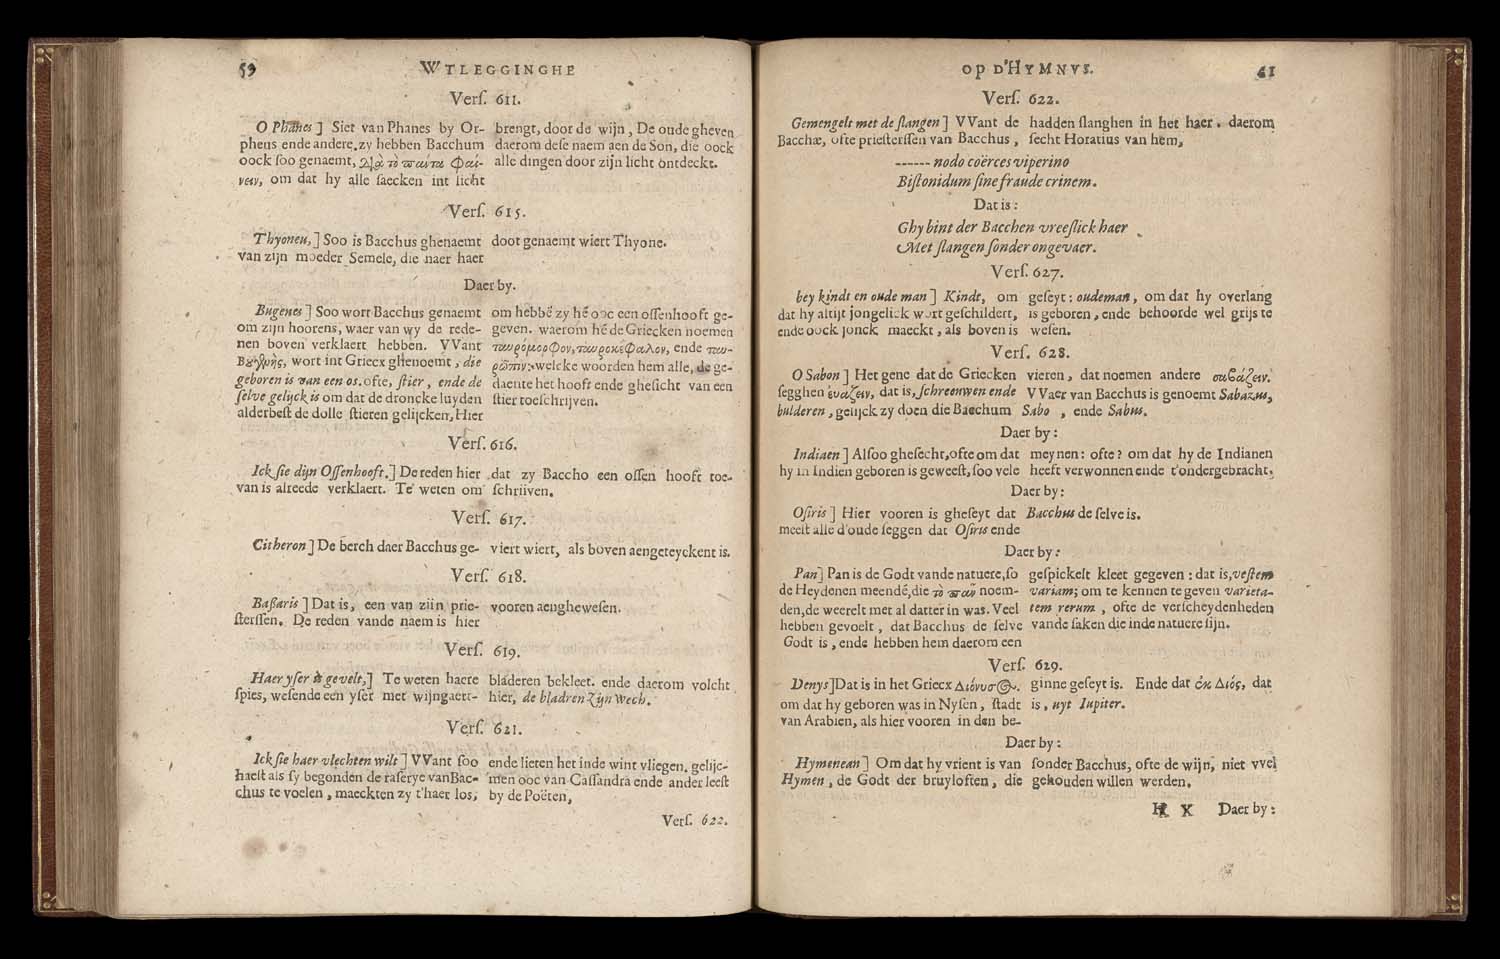 59 WTLEGGINGHE
Verſ. 611.
O Phanes ] Siet van Phanes by Or-
pheus ende andere. zy hebben Bacchum
oock ſoo genaemt, διὰ τὸ πάντα φαί-
νειν, om dat hy alle ſaecken int licht
brengt, door de wijn, De oude gheven
daerom deſe naem aen de Son, die oock
alle dingen door zijn licht ontdeckt.
Verſ. 615.
Thyoneu, ] Soo is Bacchus ghenaemt
van zijn moeder Semele, die naer haer
doot genaemt wiert Thyone.
Daer by.
Bugenes ] Soo wort Bacchus genaemt
om zijn hoorens, waer van wy de rede-
nen boven verklaert hebben. VVant
Βουγενὴς, wort int Griecx ghenoemt, die
geboren is van een os. ofte, ſtier, ende de
ſelve gelijck is om dat de droncke luyden
alderbeſt de dolle ſtieren gelijcken, Hier
om hebbē zy hē ooc een oſſenhooft ge-
geven. waerom hē de Griecken noemen
ταυρόμορφον, ταυροκέφαλον, ende ταυ-
ρώπιν: welcke woorden hem alle, de ge-
daente het hooft ende gheſicht van een
ſtier toeſchrijven.
Verſ. 616.
Ick ſie dijn Oſſenhooft. ] De reden hier
van is alreede verklaert. Te weten om
dat zy Baccho een oſſen hooft toe-
ſchrijven.
Verſ. 617.
Citheron ] De berch daer Bacchus ge-
viert wiert, als boven aengeteyckent is.
Verſ. 618.
Baßaris ] Dat is, een van zijn prie-
ſterſſen. De reden vande naem is hier
vooren aenghewefen.
Verſ. 619.
Haer yſer is gevelt, ] Te weten haere
ſpies, weſende een yſer met wijngaert-
bladeren bekleet. ende daerom volcht
hier, de bladren zijn wech.
Verſ. 621.
Ick ſie haer vlechten wilt ] VVant ſoo
haeſt als ſy begonden de raſerye van Bac-
chus te voelen, maeckten zy t'haer los,
ende lieten het inde wint vliegen. gelijc-
men ooc van Caſſandra ende ander leeſt
by de Poëten,
Verſ. 622.
OP D'HYMNVS. 61
Verſ. 622.
Gemengelt met de ſlangen ] VVant de
Bacchæ, ofte prieſterſſen van Bacchus,
hadden ſlanghen in het haer. daerom
ſecht Horatius van hem,
------ nodo coërces viperino
Biſtonidum ſine fraude crinem.
Dat is:
Ghy bint der Bacchen vreeſlick haer
Met ſlangen ſonder ongevaer.
Verſ. 627.
bey kindt en oude man ] Kindt, om
dat hy altijt jongelick wort geſchildert,
ende oock jonck maeckt, als boven is
geſeyt: oudeman, om dat hy overlang
is geboren, ende behoorde wel grijs te
weſen.
Verſ. 628.
O Sabon ] Het gene dat de Griecken
ſegghen ἐυάζειν, dat is, ſchreenwen ende
bulderen, gelijck zy doen die Bacchum
vieren, dat noemen andere σαβάζειν.
VVaer van Bacchus is genoemt Sabazus,
Sabo, ende Sabus.
Daer by:
Indiaen ] Alſoo gheſecht, ofte om dat
hy in Indien geboren is geweeſt, ſoo vele
meynen: ofte? om dat hy de Indianen
heeft verwonnen ende t'ondergebracht,
Daer by:
Oſiris ] Hier vooren is gheſeyt dat
meeſt alle d'oude ſeggen dat Oſiris ende
Bacchus de ſelve is.
Daer by:
Pan ] Pan is de Godt vande natuere, ſo
de Heydenen meendē, die τὸ πᾶν noem-
den, de weerelt met al datter in was. Veel
hebben gevoelt, dat Bacchus de ſelve
Godt is, ende hebben hem daerom een
geſpickelt kleet gegeven: dat is, veſtem
variam; om te kennen te geven varieta-
tem rerum, ofte de verſcheydenheden
vande ſaken die inde natuere ſijn.
Verſ. 629.
Denys ] Dat is in het Griecx Διόνυσος.
om dat hy geboren was in Nyſen, ſtadt
van Arabien, als hier vooren in den be-
ginne geſeyt is. Ende dat ἐκ Διός, dat
is, uyt Iupiter.
Daer by:
Hymenean ] Om dat hy vrient is van
Hymen, de Godt der bruyloften, die
ſonder Bacchus, ofte de wijn, niet vvel
gehouden willen werden.
H X Daer by: